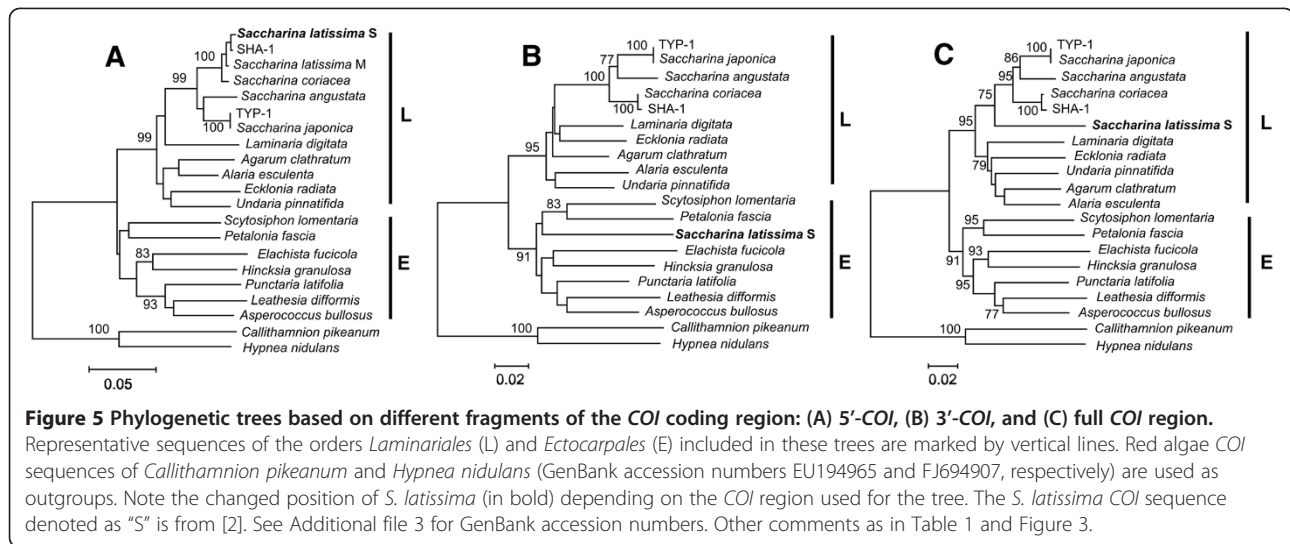 A
Saccharina latissima S
SHA-1
100
Saccharina latissima M
Saccharina coriacea
99
Saccharina angustata
TYP-1
100
Saccharina japonica
99
Laminaria digitata
Agarum clathratum
Alaria esculenta
Ecklonia radiata
Undaria pinnatifida
L
Scytosiphon lomentaria
Petalonia fascia
83
Elachista fucicola
Hincksia granulosa
Punctaria latifolia
93
Leathesia difformis
Asperococcus bullosus
E
100
Callithamnion pikeanum
Hypnea nidulans
0.05
B
100
TYP-1
77
Saccharina japonica
100
Saccharina angustata
Saccharina coriacea
100
SHA-1
Laminaria digitata
Ecklonia radiata
95
Agarum clathratum
Alaria esculenta
Undaria pinnatifida
L
83
Scytosiphon lomentaria
Petalonia fascia
Saccharina latissima S
91
Elachista fucicola
Hincksia granulosa
Punctaria latifolia
Leathesia difformis
Asperococcus bullosus
E
100
Callithamnion pikeanum
Hypnea nidulans
0.02
C
100
TYP-1
86
Saccharina japonica
95
Saccharina angustata
75
Saccharina coriacea
100
SHA-1
95
Saccharina latissima S
Laminaria digitata
79
Ecklonia radiata
Undaria pinnatifida
Agarum clathratum
Alaria esculenta
L
95
Scytosiphon lomentaria
Petalonia fascia
91
93
Elachista fucicola
Hincksia granulosa
95
Punctaria latifolia
Leathesia difformis
77
Asperococcus bullosus
E
100
Callithamnion pikeanum
Hypnea nidulans
0.02
Figure 5 Phylogenetic trees based on different fragments of the COI coding region: (A) 5′-COI, (B) 3′-COI, and (C) full COI region.
Representative sequences of the orders Laminariales (L) and Ectocarpales (E) included in these trees are marked by vertical lines. Red algae COI
sequences of Callithamnion pikeanum and Hypnea nidulans (GenBank accession numbers EU194965 and FJ694907, respectively) are used as
outgroups. Note the changed position of S. latissima (in bold) depending on the COI region used for the tree. The S. latissima COI sequence
denoted as “S” is from [2]. See Additional file 3 for GenBank accession numbers. Other comments as in Table 1 and Figure 3.